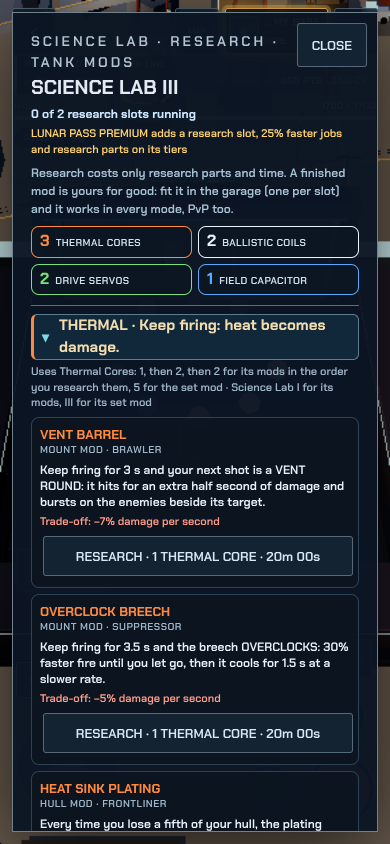 SCIENCE LAB · RESEARCH ·
TANK MODS
CLOSE
SCIENCE LAB III
0 of 2 research slots running
LUNAR PASS PREMIUM adds a research slot, 25% faster jobs
and research parts on its tiers
Research costs only research parts and time. A finished
mod is yours for good: fit it in the garage (one per slot)
and it works in every mode, PvP too.
3 THERMAL CORES
2 BALLISTIC COILS
2 DRIVE SERVOS
1 FIELD CAPACITOR
▼ THERMAL · Keep firing: heat becomes
damage.
Uses Thermal Cores: 1, then 2, then 2 for its mods in the order
you research them, 5 for the set mod · Science Lab I for its
mods, III for its set mod
VENT BARREL
MOUNT MOD · BRAWLER
Keep firing for 3 s and your next shot is a VENT
ROUND: it hits for an extra half second of damage and
bursts on the enemies beside its target.
Trade-off: −7% damage per second
RESEARCH · 1 THERMAL CORE · 20m 00s
OVERCLOCK BREECH
MOUNT MOD · SUPPRESSOR
Keep firing for 3.5 s and the breech OVERCLOCKS: 30%
faster fire until you let go, then it cools for 1.5 s at a
slower rate.
Trade-off: −5% damage per second
RESEARCH · 1 THERMAL CORE · 20m 00s
HEAT SINK PLATING
HULL MOD · FRONTLINER
Every time you lose a fifth of your hull, the plating